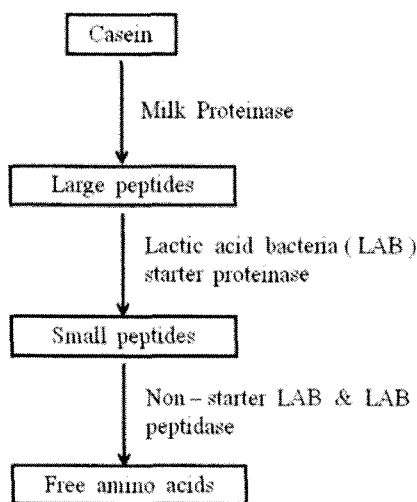 Casein
Milk Proteinase
Large peptides
Lactic acid bacteria ( LAB )
starter proteinase
Small peptides
Non – starter LAB & LAB
peptidase
Free amino acids